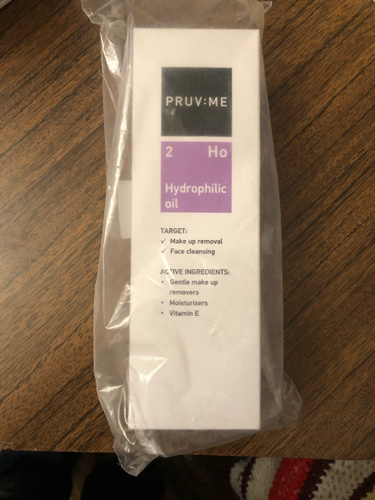 PRUV:ME
2 Ho
Hydrophilic
oil
TARGET:
✓ Make up removal
✓ Face cleansing
ACTIVE INGREDIENTS:
• Gentle make up
removers
• Moisturisers
• Vitamin E